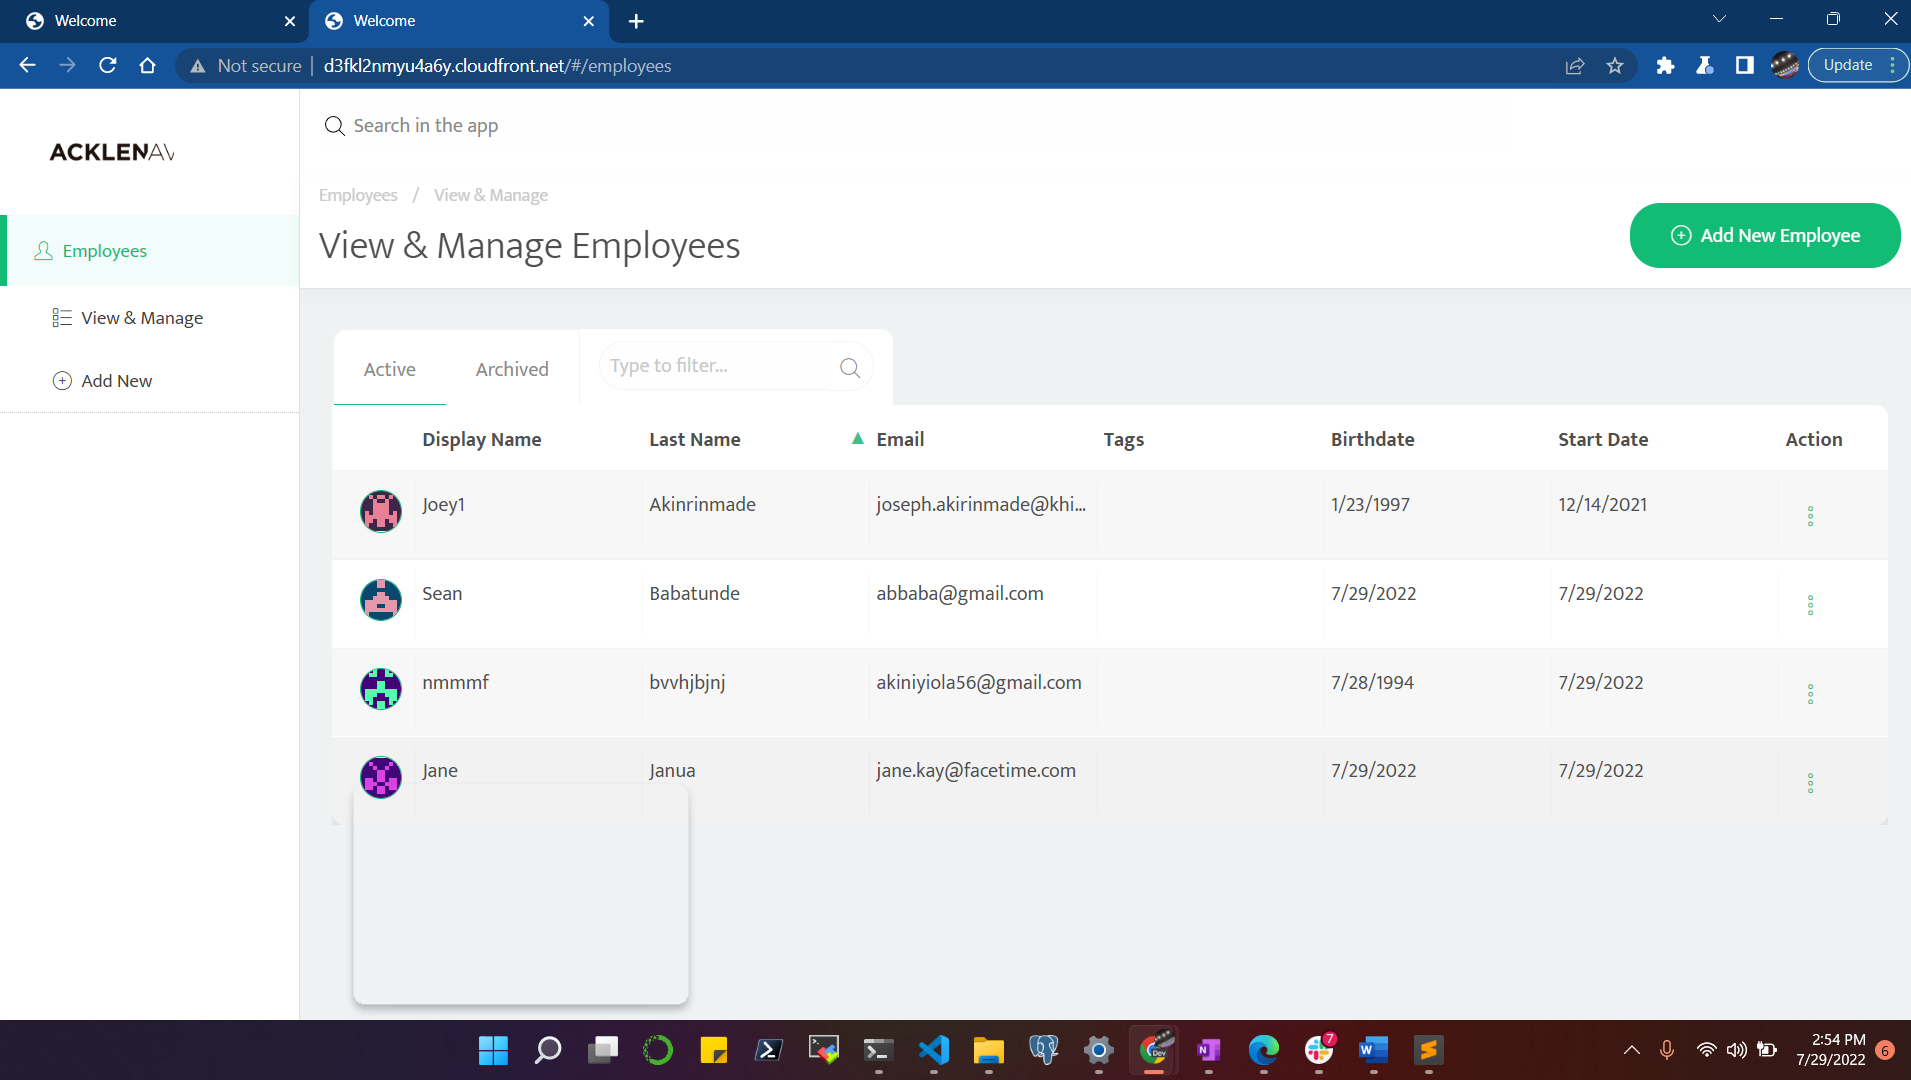 Welcome
Welcome
Not secure d3fkl2nmyu4a6y.cloudfront.net/#/employees
Update
ACKLENAV
Search in the app
Employees / View & Manage
View & Manage Employees
Add New Employee
Employees
View & Manage
Add New
Active Archived Type to filter...
Display Name Last Name Email Tags Birthdate Start Date Action
Joey1 Akinrinmade joseph.akirinmade@khi... 1/23/1997 12/14/2021
Sean Babatunde abbaba@gmail.com 7/29/2022 7/29/2022
nmmmf bvvhjbjnj akiniyiola56@gmail.com 7/28/1994 7/29/2022
Jane Janua jane.kay@facetime.com 7/29/2022 7/29/2022
Dev
N
7
W
2:54 PM
7/29/2022
6